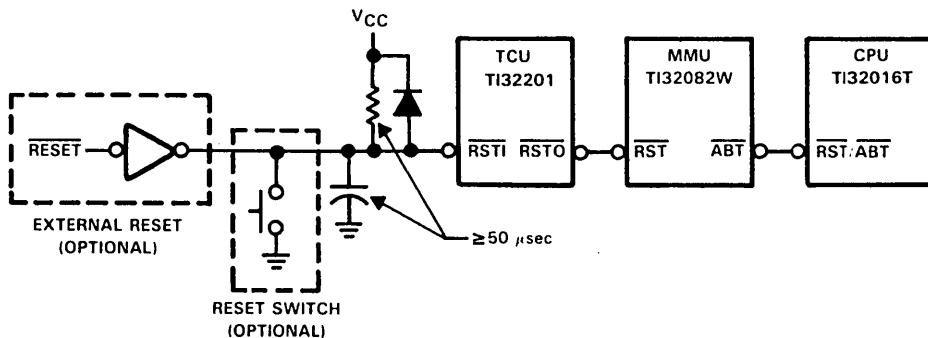 VCC
TCU
TI32201
MMU
TI32082W
CPU
TI32016T
RESET
RSTI RSTO
RST
ABT
RST/ABT
EXTERNAL RESET
(OPTIONAL)
≥50 μsec
RESET SWITCH
(OPTIONAL)